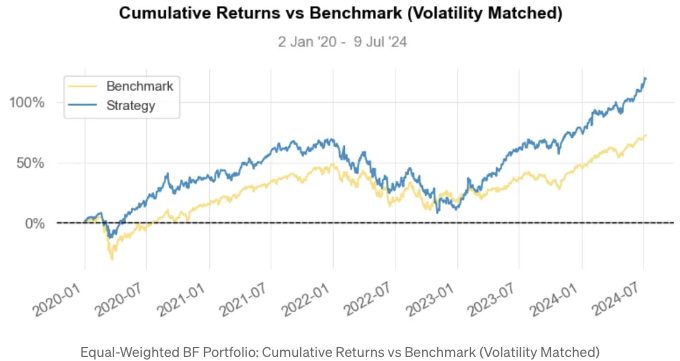 Cumulative Returns vs Benchmark (Volatility Matched)
2 Jan '20 - 9 Jul '24
Benchmark
Strategy
100%
50%
0%
2020-01 2020-07 2021-01 2021-07 2022-01 2022-07 2023-01 2023-07 2024-01 2024-07
Equal-Weighted BF Portfolio: Cumulative Returns vs Benchmark (Volatility Matched)